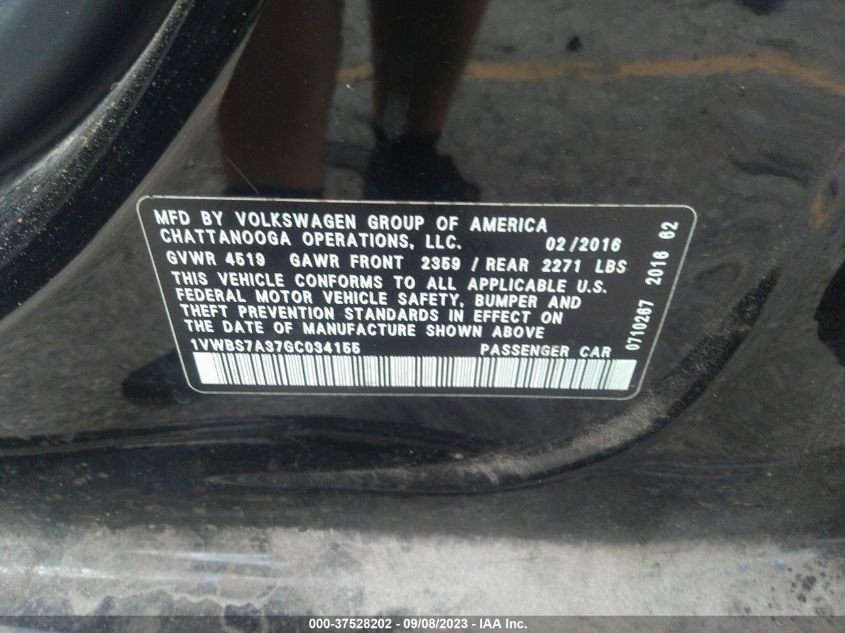 MFD BY VOLKSWAGEN GROUP OF AMERICA
CHATTANOOGA OPERATIONS, LLC. 02/2016
GVWR 4519 GAWR FRONT 2359 / REAR 2271 LBS
THIS VEHICLE CONFORMS TO ALL APPLICABLE U.S.
FEDERAL MOTOR VEHICLE SAFETY, BUMPER AND
THEFT PREVENTION STANDARDS IN EFFECT ON
THE DATE OF MANUFACTURE SHOWN ABOVE
1VWBS7A37GC034155 PASSENGER CAR
0710267 2016 62
000-37528202 - 09/08/2023 - IAA Inc.